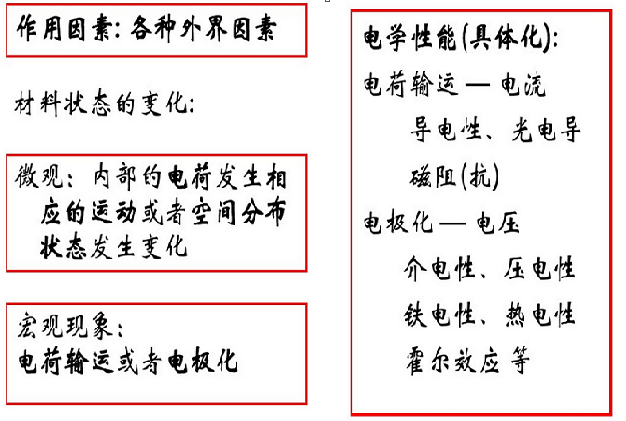 作用因素: 各种外界因素
材料状态的变化:
微观: 内部的电荷发生相
应的运动或者空间分布
状态发生变化
宏观现象:
电荷输运或者电极化
电学性能(具体化):
电荷输运 — 电流
导电性、光电导
磁阻(抗)
电极化 — 电压
介电性、压电性
铁电性、热电性
霍尔效应等